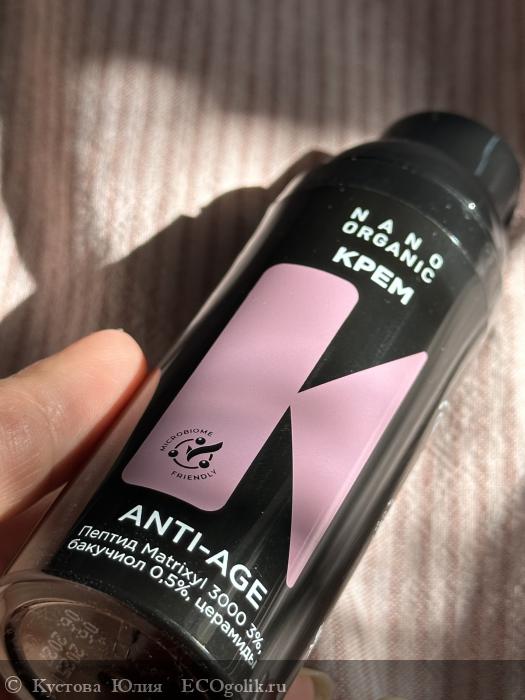 NANO
ORGANIC
КРЕМ
MICROBIOME
FRIENDLY
ANTI-AGE
Пептид Matrixyl 3000 3%,
бакучиол 0,5%, церамиды
© Кустова Юлия ECOgolik.ru